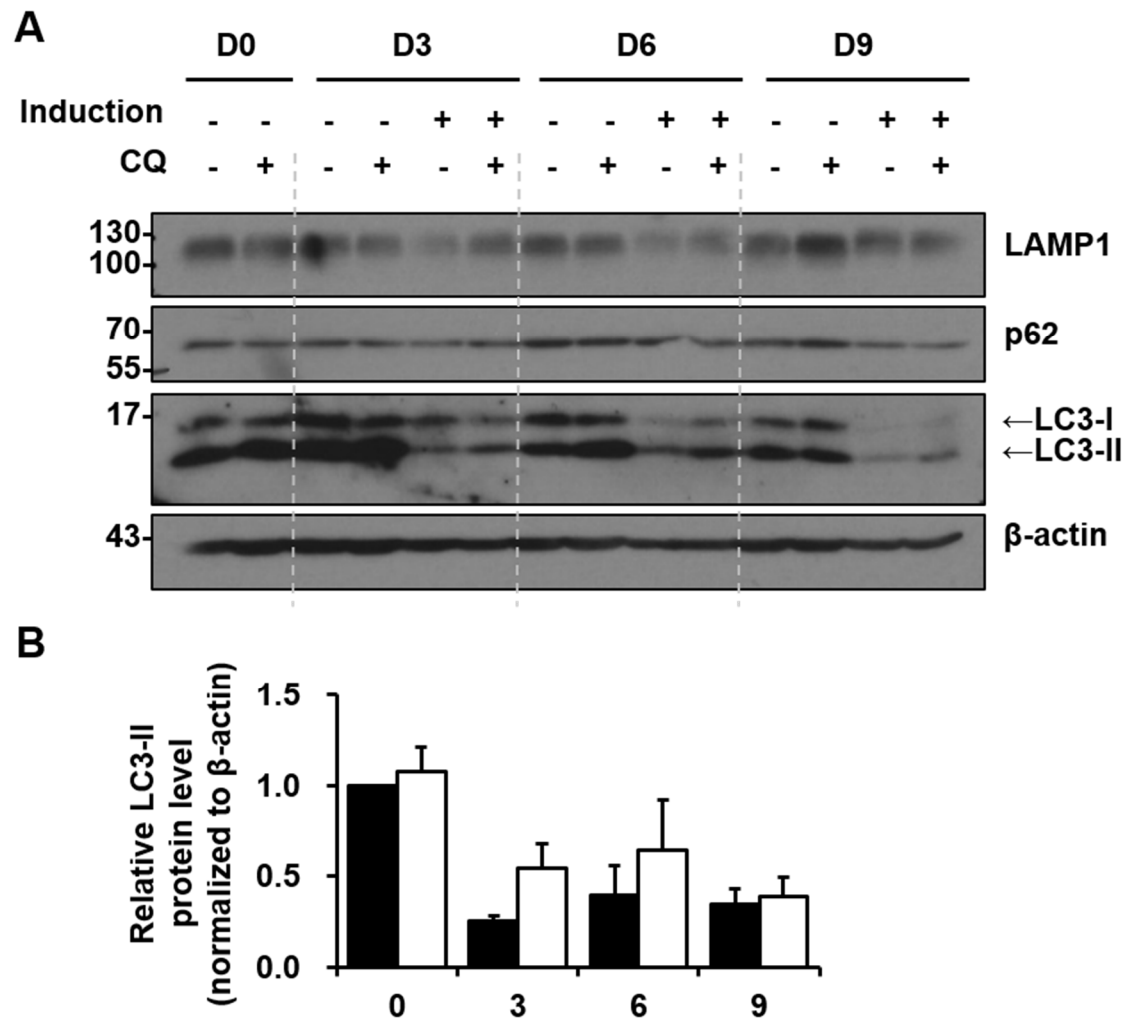 A
D0 D3 D6 D9
Induction - - - - + + - - + + - - + +
CQ - + - + - + - + - + - + - +
130
100
LAMP1
70
55
p62
17
←LC3-I
←LC3-II
43
β-actin
B
Relative LC3-II
protein level
(normalized to β-actin)
1.5
1.0
0.5
0.0
0 3 6 9